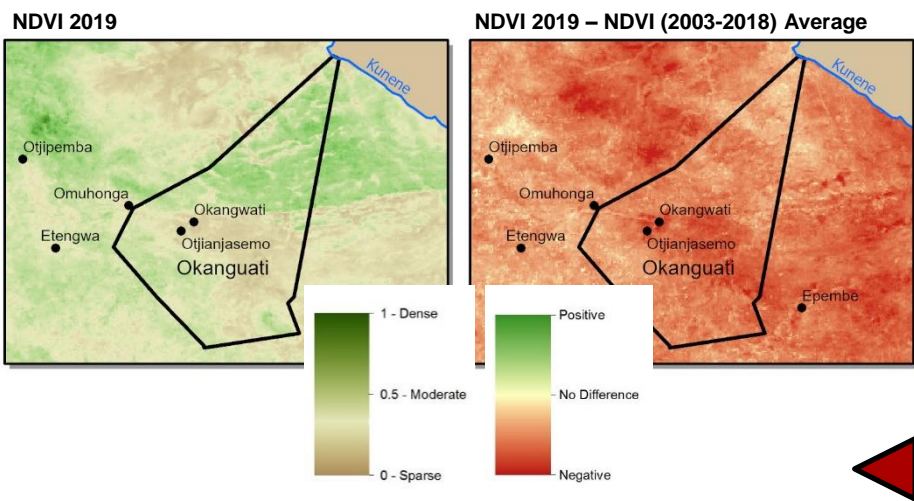 NDVI 2019
Kunene
Otjipemba
Omuhonga
Okangwati
Etengwa
Otjianjasemo
Okanguati
1 - Dense
0.5 - Moderate
0 - Sparse
NDVI 2019 – NDVI (2003-2018) Average
Kunene
Otjipemba
Omuhonga
Okangwati
Etengwa
Otjianjasemo
Okanguati
Epembe
Positive
No Difference
Negative